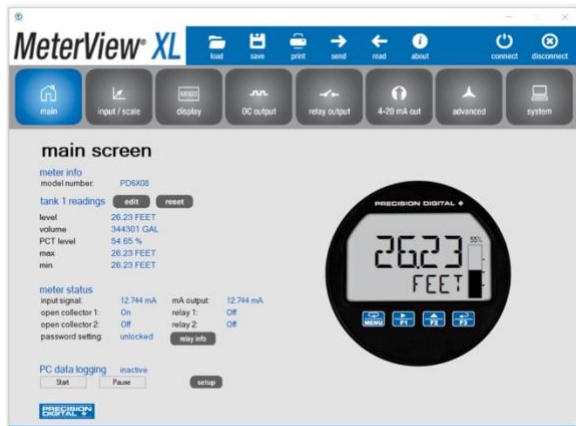 MeterView® XL
load save print send read about connect disconnect
main input / scale display OC output relay output 4-20 mA out advanced system
main screen
meter info
model number: PD6X08
tank 1 readings edit reset
level 26.23 FEET
volume 344301 GAL
PCT level 54.65 %
max 26.23 FEET
min 26.23 FEET
meter status
input signal: 12.744 mA mA output: 12.744 mA
open collector 1: On relay 1: Off
open collector 2: Off relay 2: Off
password setting: unlocked relay info
PC data logging inactive
Start Pause setup
PRECISION DIGITAL
PRECISION DIGITAL
55%
26.23
FEET
MENU F1 F2 F3